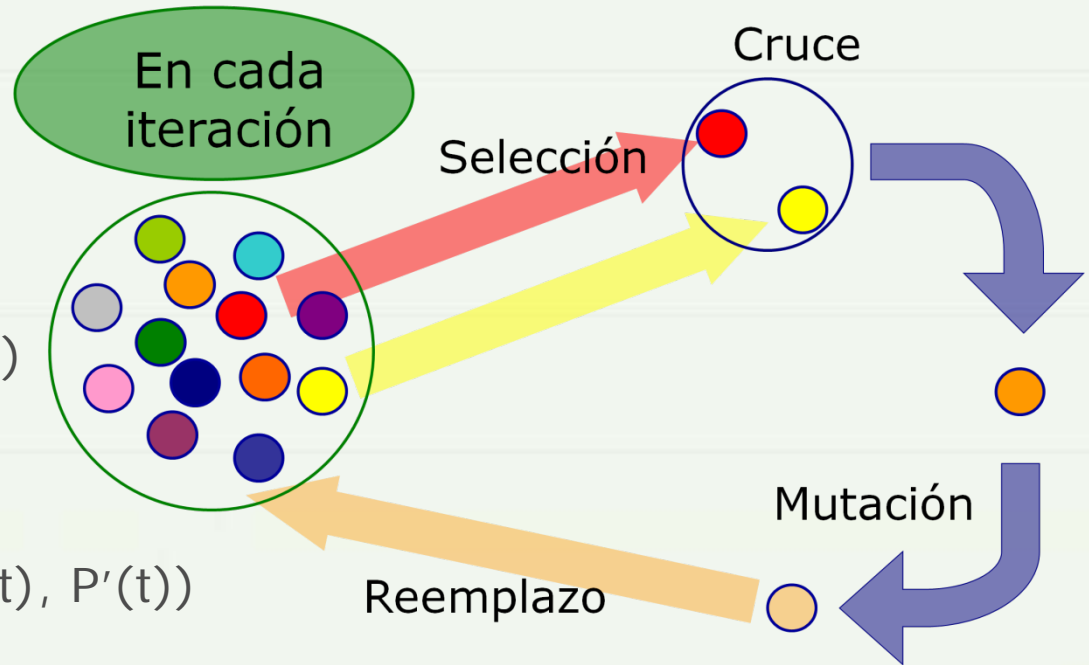 En cada
iteración
Cruce
Selección
)
Mutación
t), P'(t))
Reemplazo